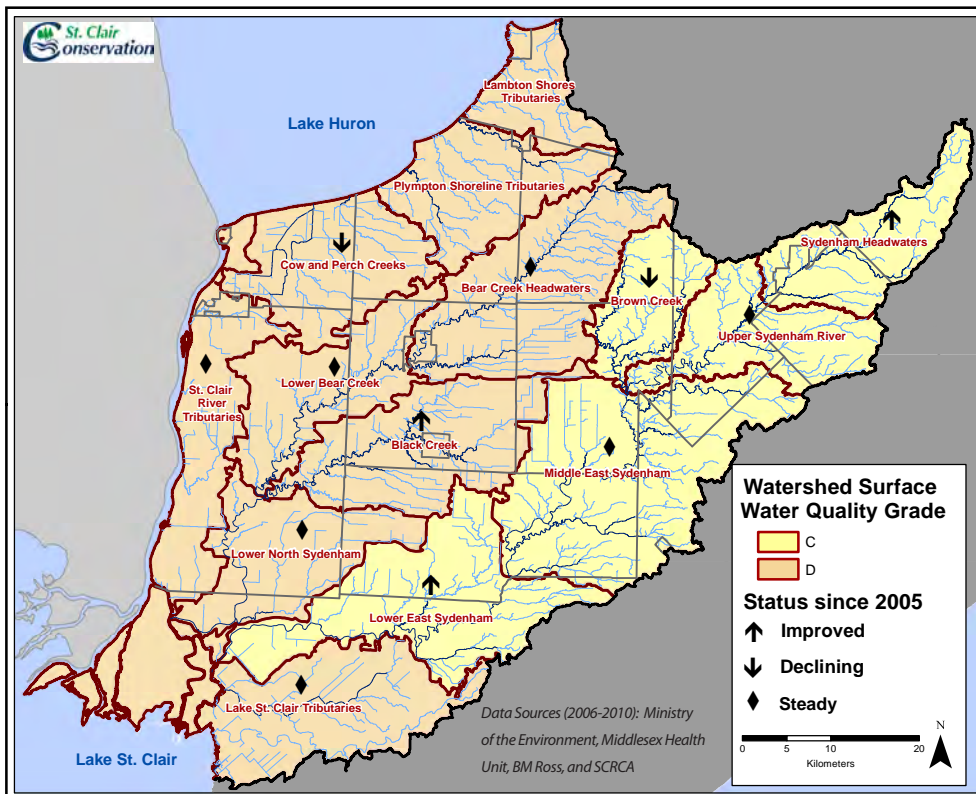 St. Clair
Conservation
Lake Huron
Lambton Shores
Tributaries
Plympton Shoreline Tributaries
Sydenham Headwaters
Cow and Perch Creeks
Bear Creek Headwaters
Brown Creek
Upper Sydenham River
St. Clair
River
Tributaries
Lower Bear Creek
Black Creek
Middle East Sydenham
Lower North Sydenham
Lower East Sydenham
Lake St. Clair Tributaries
Lake St. Clair
Data Sources (2006-2010): Ministry
of the Environment, Middlesex Health
Unit, BM Ross, and SCRCA
Watershed Surface
Water Quality Grade
C
D
Status since 2005
Improved
Declining
Steady
N
0 5 10 20
Kilometers